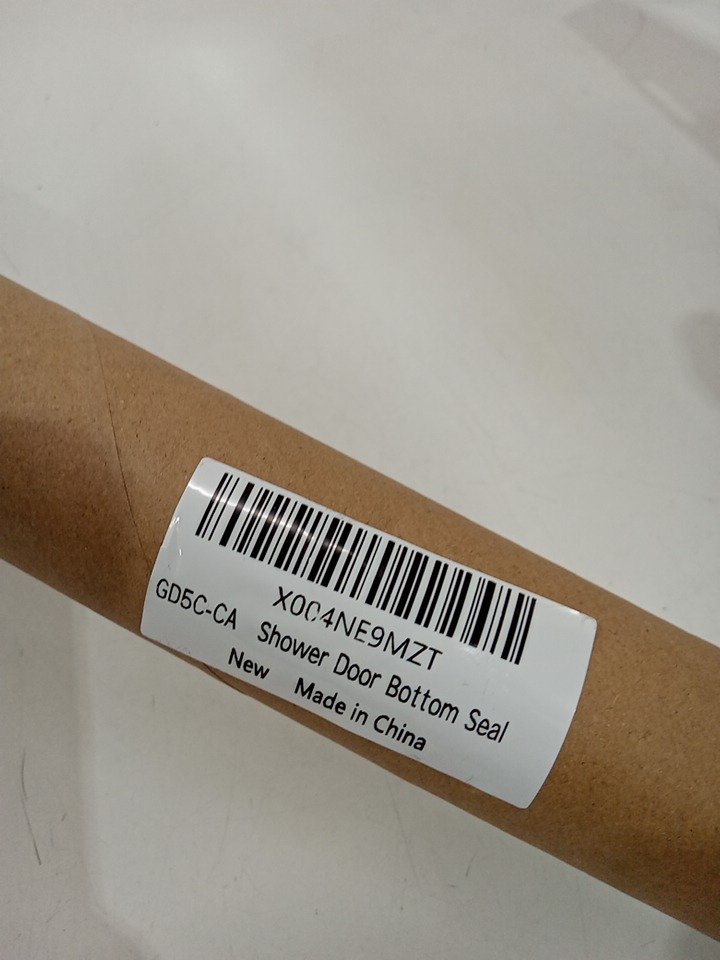 X004NE9MZT
GD5C-CA Shower Door Bottom Seal
New Made in China